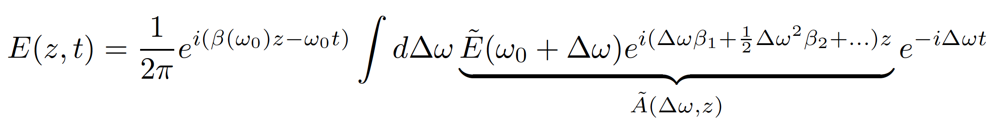 E(z,t) = \frac{1}{2\pi} e^{i(\beta(\omega_0)z-\omega_0 t)} \int d\Delta\omega \, \underbrace{\tilde{E}(\omega_0 + \Delta\omega) e^{i(\Delta\omega\beta_1+\frac{1}{2}\Delta\omega^2\beta_2+...)z}}_{\tilde{A}(\Delta\omega,z)} e^{-i\Delta\omega t}